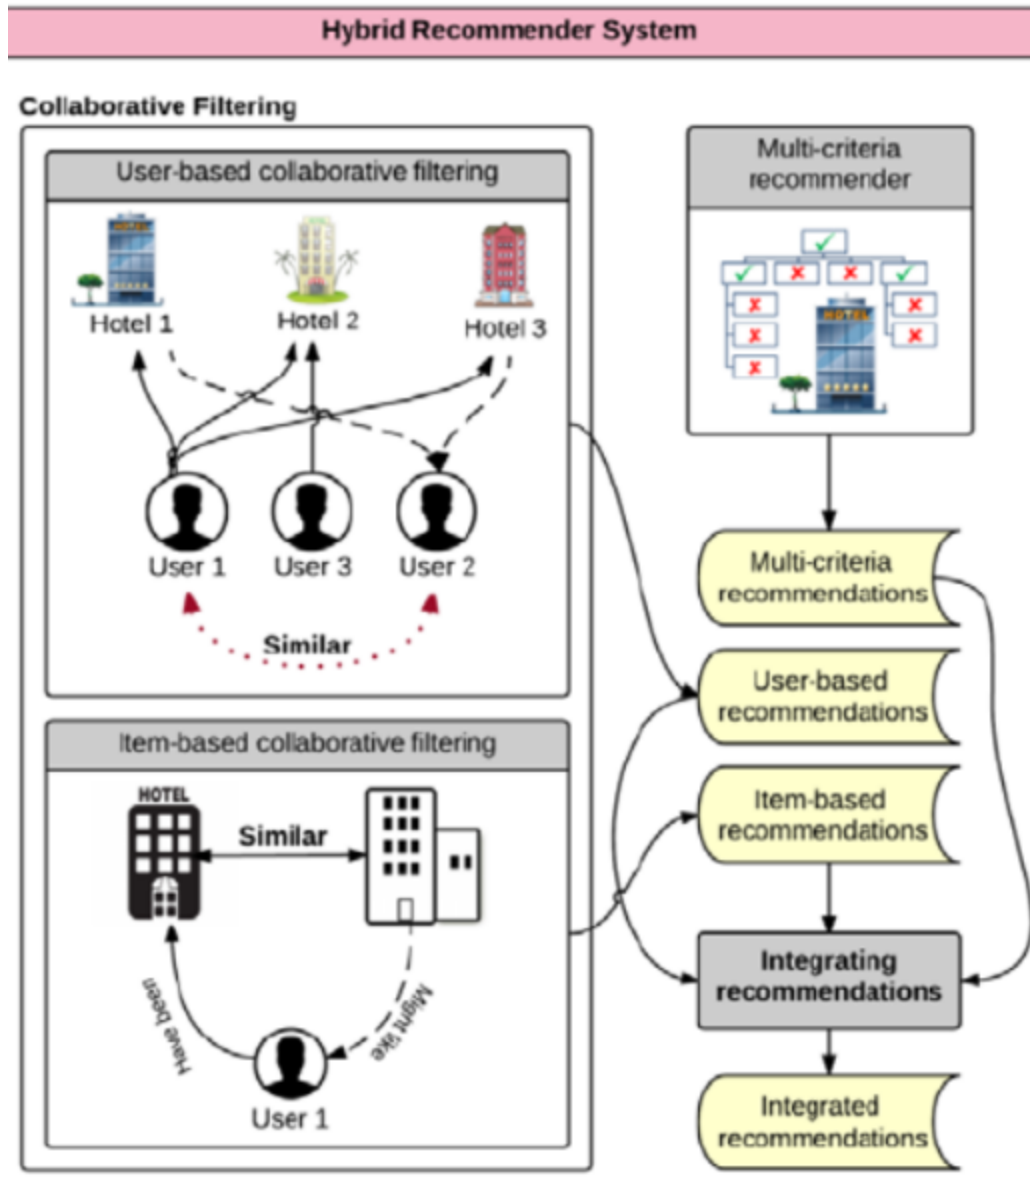 Hybrid Recommender System
Collaborative Filtering
User-based collaborative filtering
HOTEL
Hotel 1
Hotel 2
Hotel 3
User 1
User 3
User 2
Similar
Item-based collaborative filtering
HOTEL
Similar
Have been
Might like
User 1
Multi-criteria
recommender
HOTEL
Multi-criteria
recommendations
User-based
recommendations
Item-based
recommendations
Integrating
recommendations
Integrated
recommendations